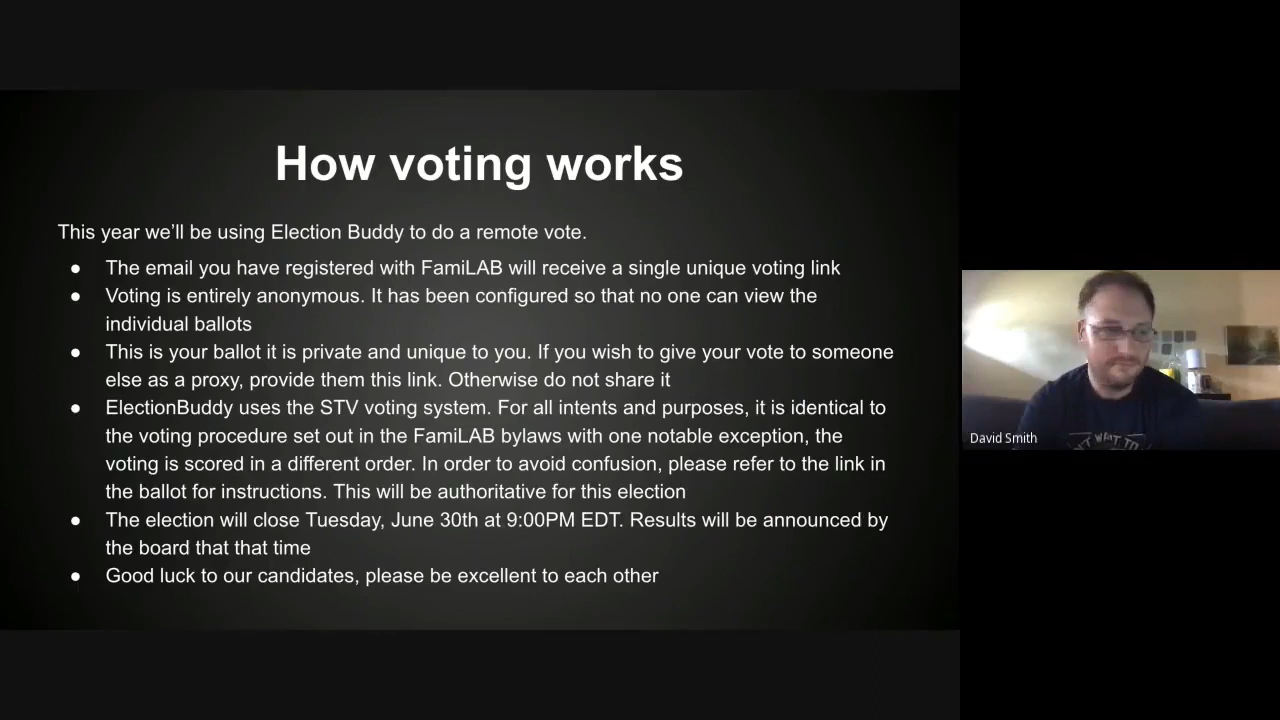 How voting works
This year we’ll be using Election Buddy to do a remote vote.
● The email you have registered with FamiLAB will receive a single unique voting link
● Voting is entirely anonymous. It has been configured so that no one can view the
individual ballots
● This is your ballot it is private and unique to you. If you wish to give your vote to someone
else as a proxy, provide them this link. Otherwise do not share it
● ElectionBuddy uses the STV voting system. For all intents and purposes, it is identical to
the voting procedure set out in the FamiLAB bylaws with one notable exception, the
voting is scored in a different order. In order to avoid confusion, please refer to the link in
the ballot for instructions. This will be authoritative for this election
● The election will close Tuesday, June 30th at 9:00PM EDT. Results will be announced by
the board that that time
● Good luck to our candidates, please be excellent to each other
David Smith
WAIT TO